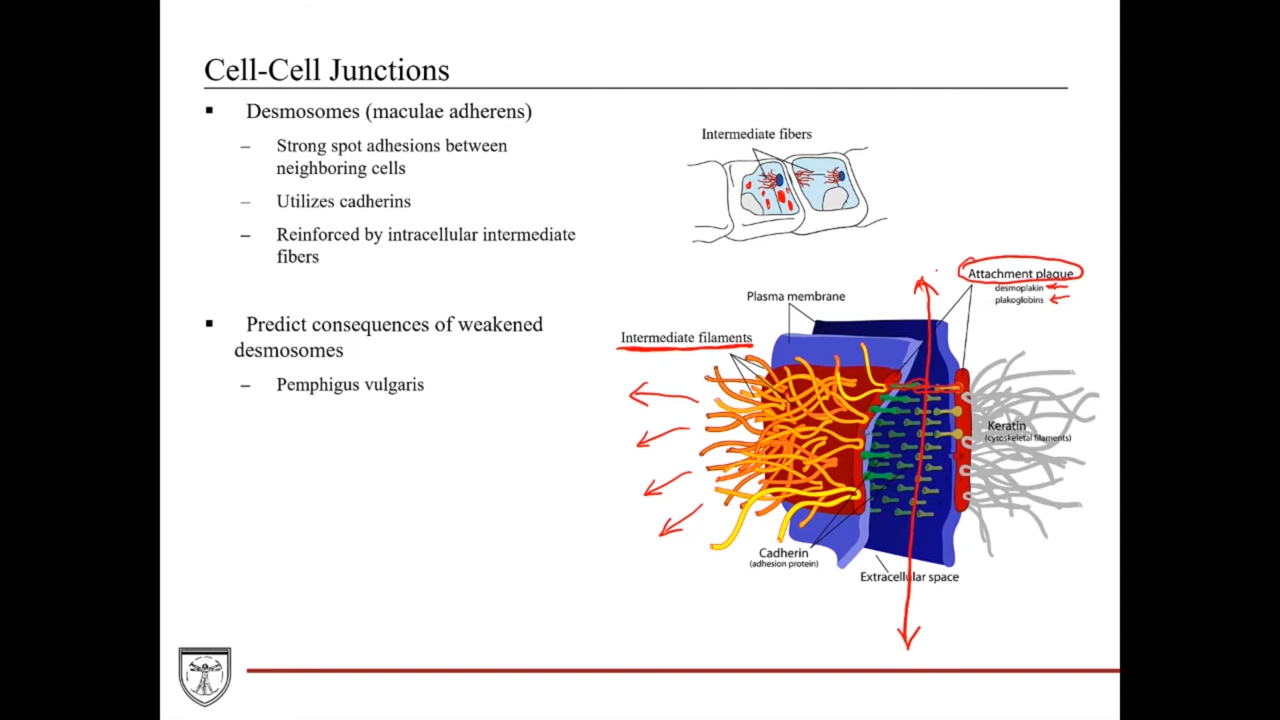 Cell-Cell Junctions
▪ Desmosomes (maculae adherens)
– Strong spot adhesions between
neighboring cells
– Utilizes cadherins
– Reinforced by intracellular intermediate
fibers
▪ Predict consequences of weakened
desmosomes
– Pemphigus vulgaris
Intermediate fibers
Attachment plaque
desmoplakin
plakoglobins
Plasma membrane
Intermediate filaments
Keratin
(cytoskeletal filaments)
Cadherin
(adhesion protein)
Extracellular space